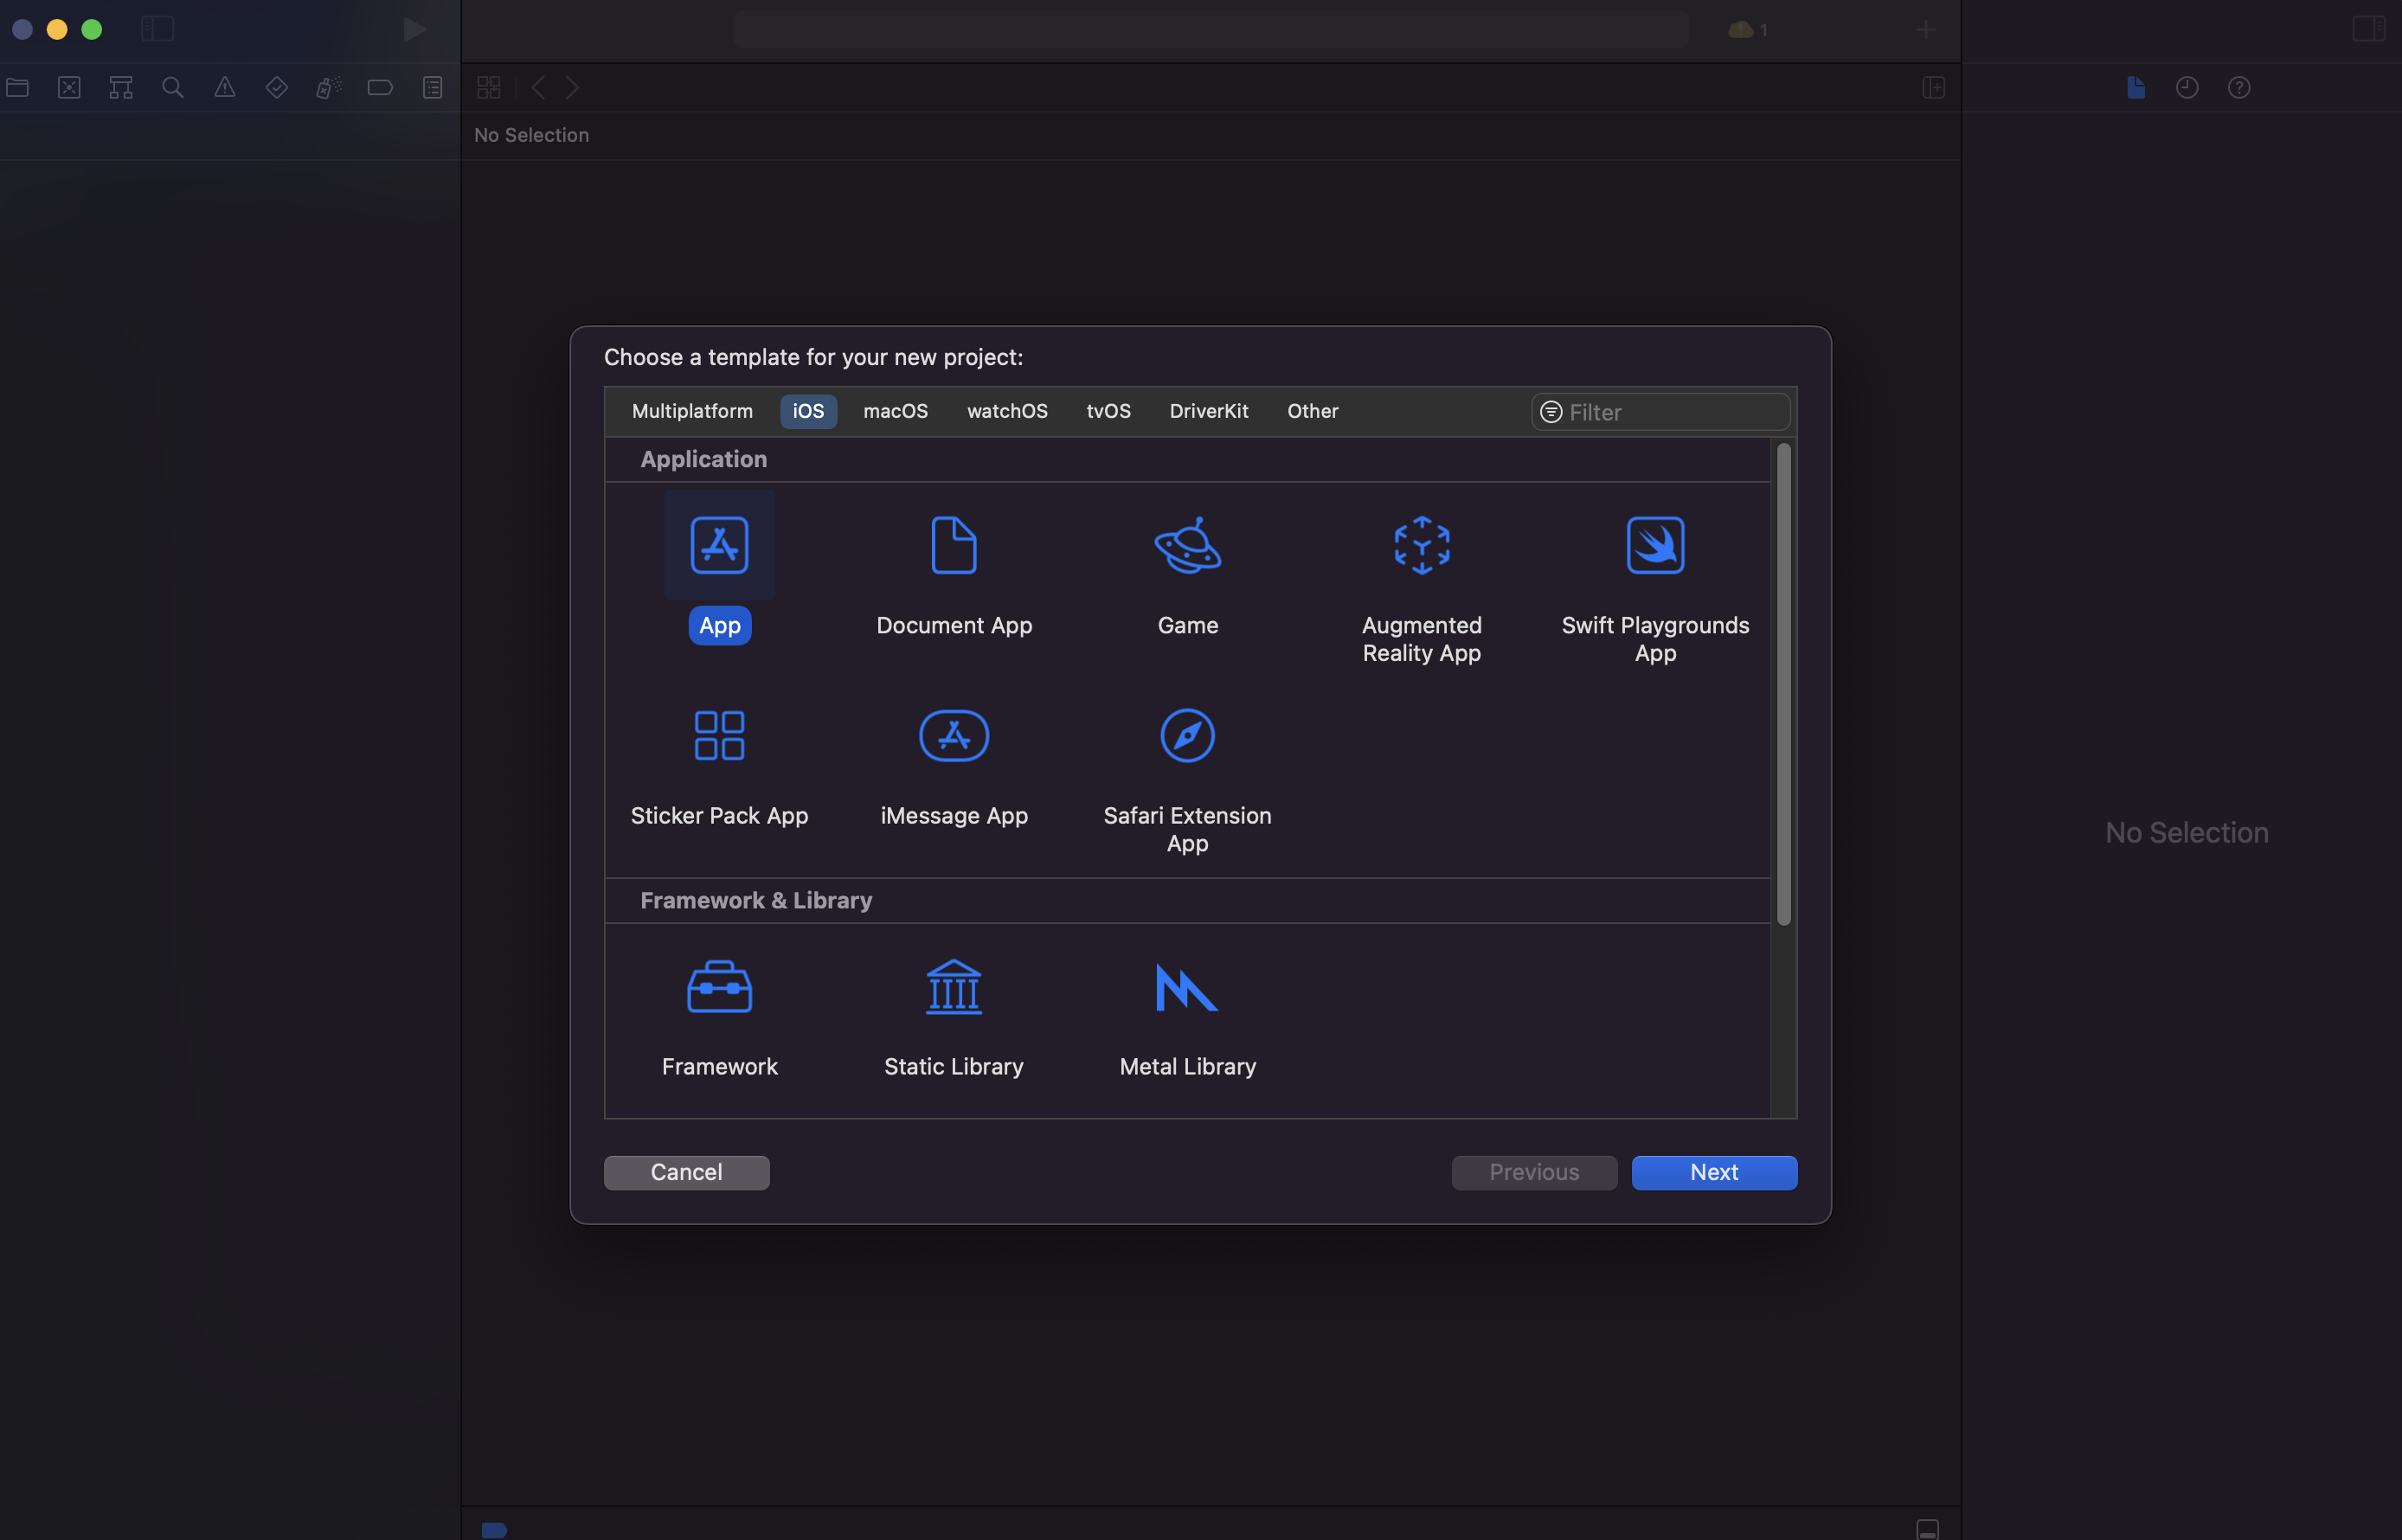 1
No Selection
Choose a template for your new project:
Multiplatform iOS macOS watchOS tvOS DriverKit Other Filter
Application
App Document App Game Augmented Reality App Swift Playgrounds App
Sticker Pack App iMessage App Safari Extension App
No Selection
Framework & Library
Framework Static Library Metal Library
Cancel Previous Next